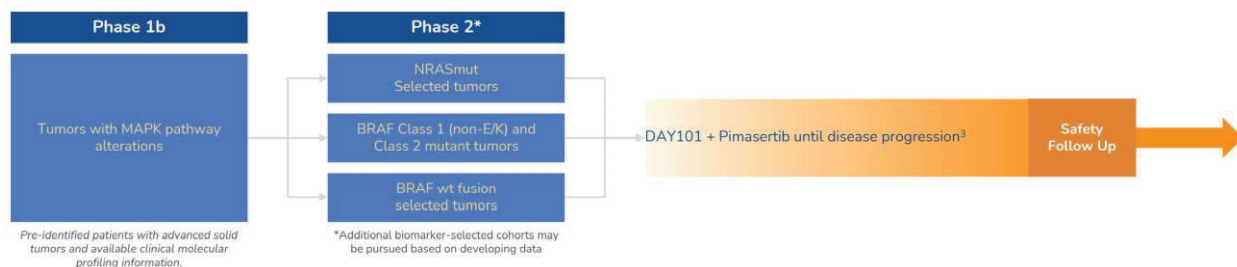 Phase 1b
Tumors with MAPK pathway
alterations
Pre-identified patients with advanced solid
tumors and available clinical molecular
profiling information.
Phase 2*
NRASmut
Selected tumors
BRAF Class 1 (non-E/K) and
Class 2 mutant tumors
BRAF wt fusion
selected tumors
*Additional biomarker-selected cohorts may
be pursued based on developing data
DAY101 + Pimasertib until disease progression³
Safety
Follow Up